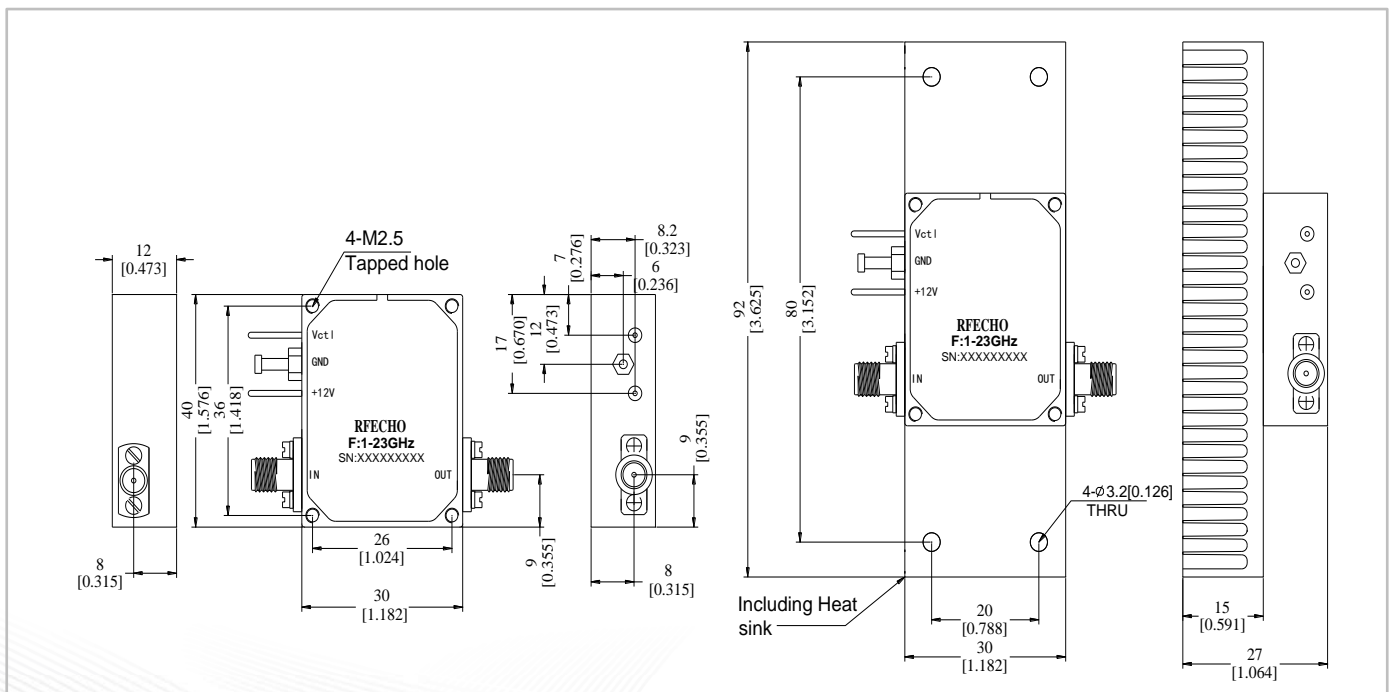 12
[0.473]
4-M2.5
Tapped hole
8.2
[0.323]
7
[0.276]
6
[0.236]
Vctl
GND
+12V
17
[0.670]
12
[0.473]
40
[1.576]
36
[1.418]
RFECHO
F:1-23GHz
SN:XXXXXXXXX
IN
OUT
9
[0.355]
9
[0.355]
26
[1.024]
8
[0.315]
30
[1.182]
8
[0.315]
92
[3.625]
80
[3.152]
Vctl
GND
+12V
RFECHO
F:1-23GHz
SN:XXXXXXXXX
IN
OUT
4-Ø3.2[0.126]
THRU
Including Heat
sink
20
[0.788]
30
[1.182]
15
[0.591]
27
[1.064]